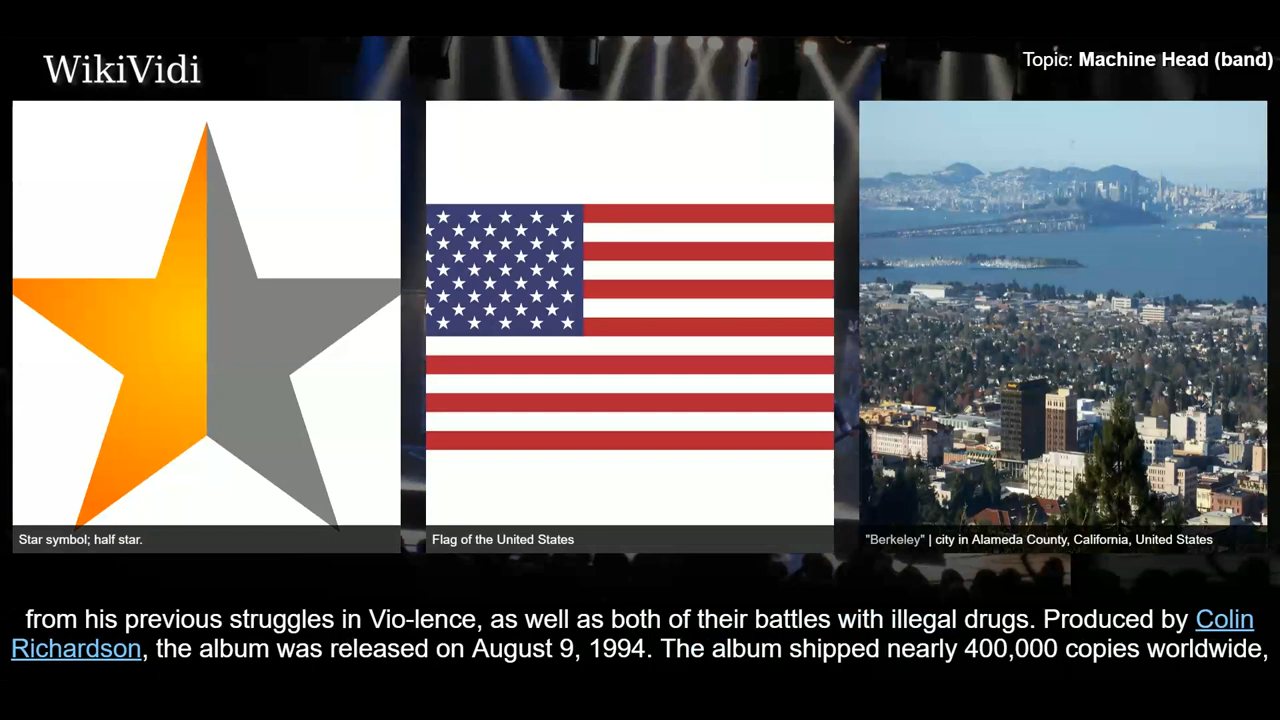 WikiVidi
Topic: Machine Head (band)
Star symbol; half star.
Flag of the United States
"Berkeley" | city in Alameda County, California, United States
from his previous struggles in Vio-lence, as well as both of their battles with illegal drugs. Produced by Colin
Richardson, the album was released on August 9, 1994. The album shipped nearly 400,000 copies worldwide,